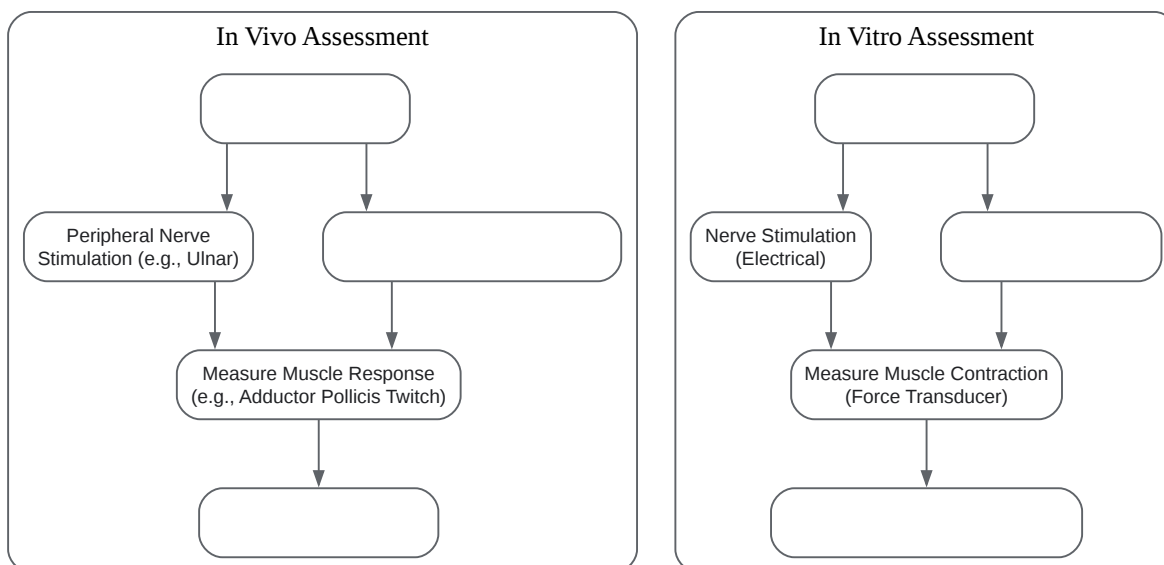 In Vivo Assessment
Peripheral Nerve
Stimulation (e.g., Ulnar)
Measure Muscle Response
(e.g., Adductor Pollicis Twitch)
In Vitro Assessment
Nerve Stimulation
(Electrical)
Measure Muscle Contraction
(Force Transducer)